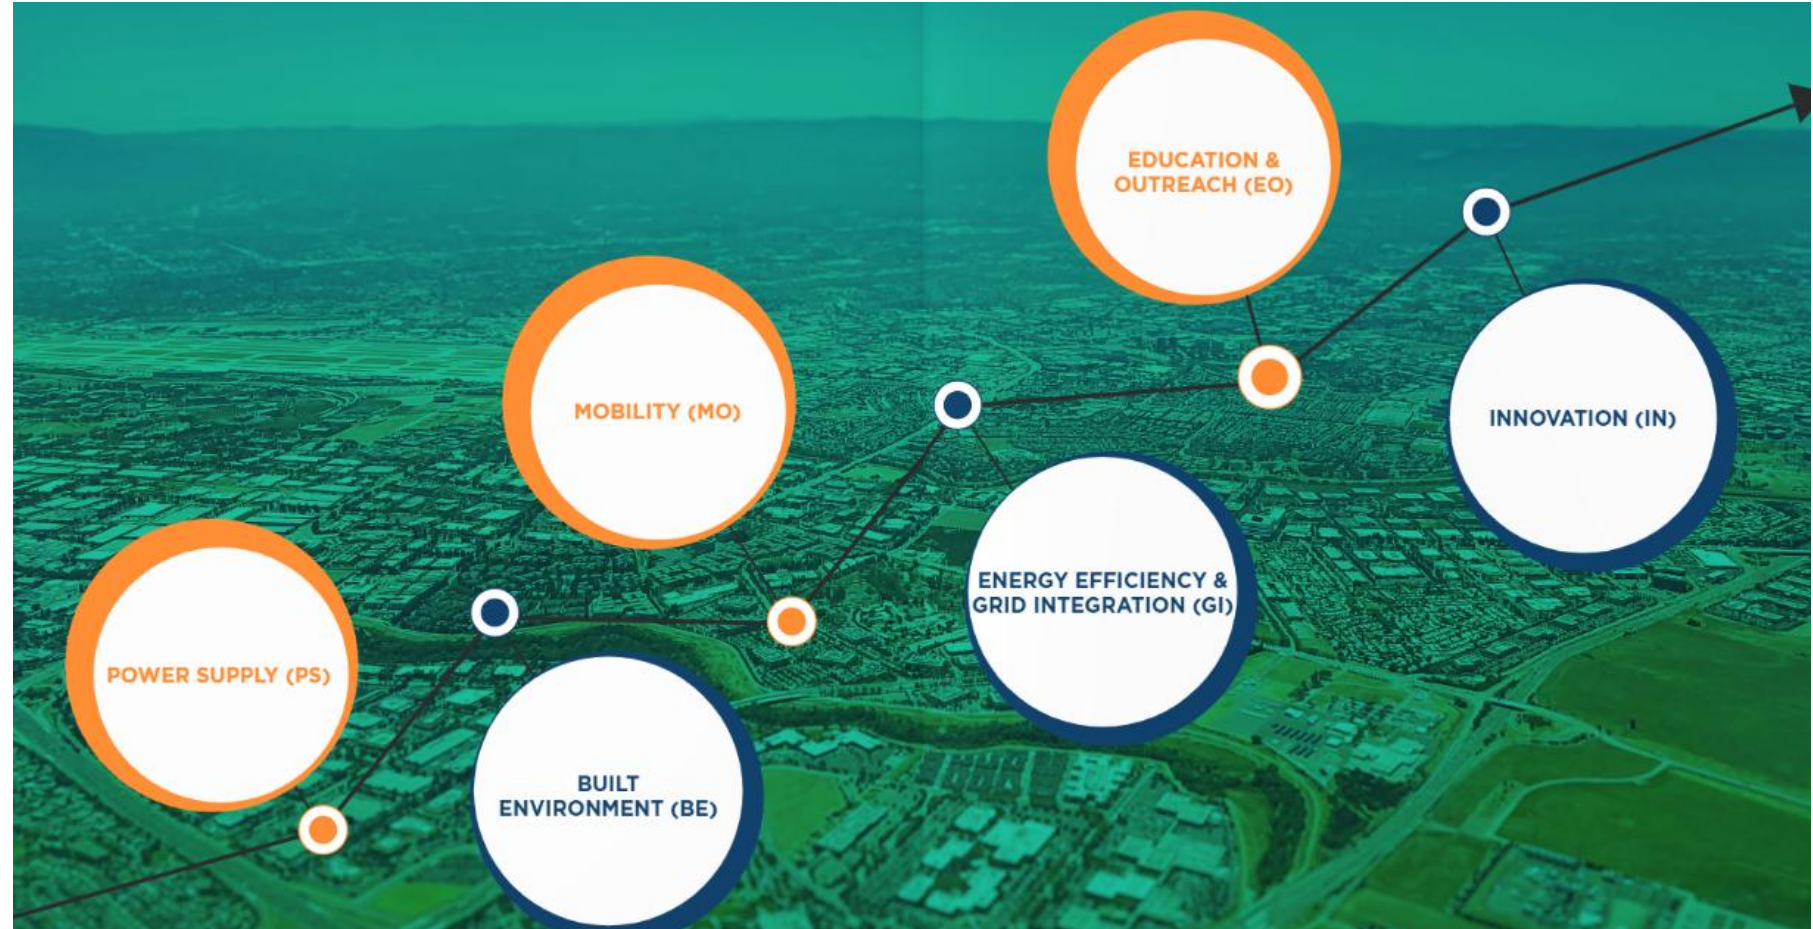 POWER SUPPLY (PS)
BUILT
ENVIRONMENT (BE)
MOBILITY (MO)
ENERGY EFFICIENCY &
GRID INTEGRATION (GI)
EDUCATION &
OUTREACH (EO)
INNOVATION (IN)